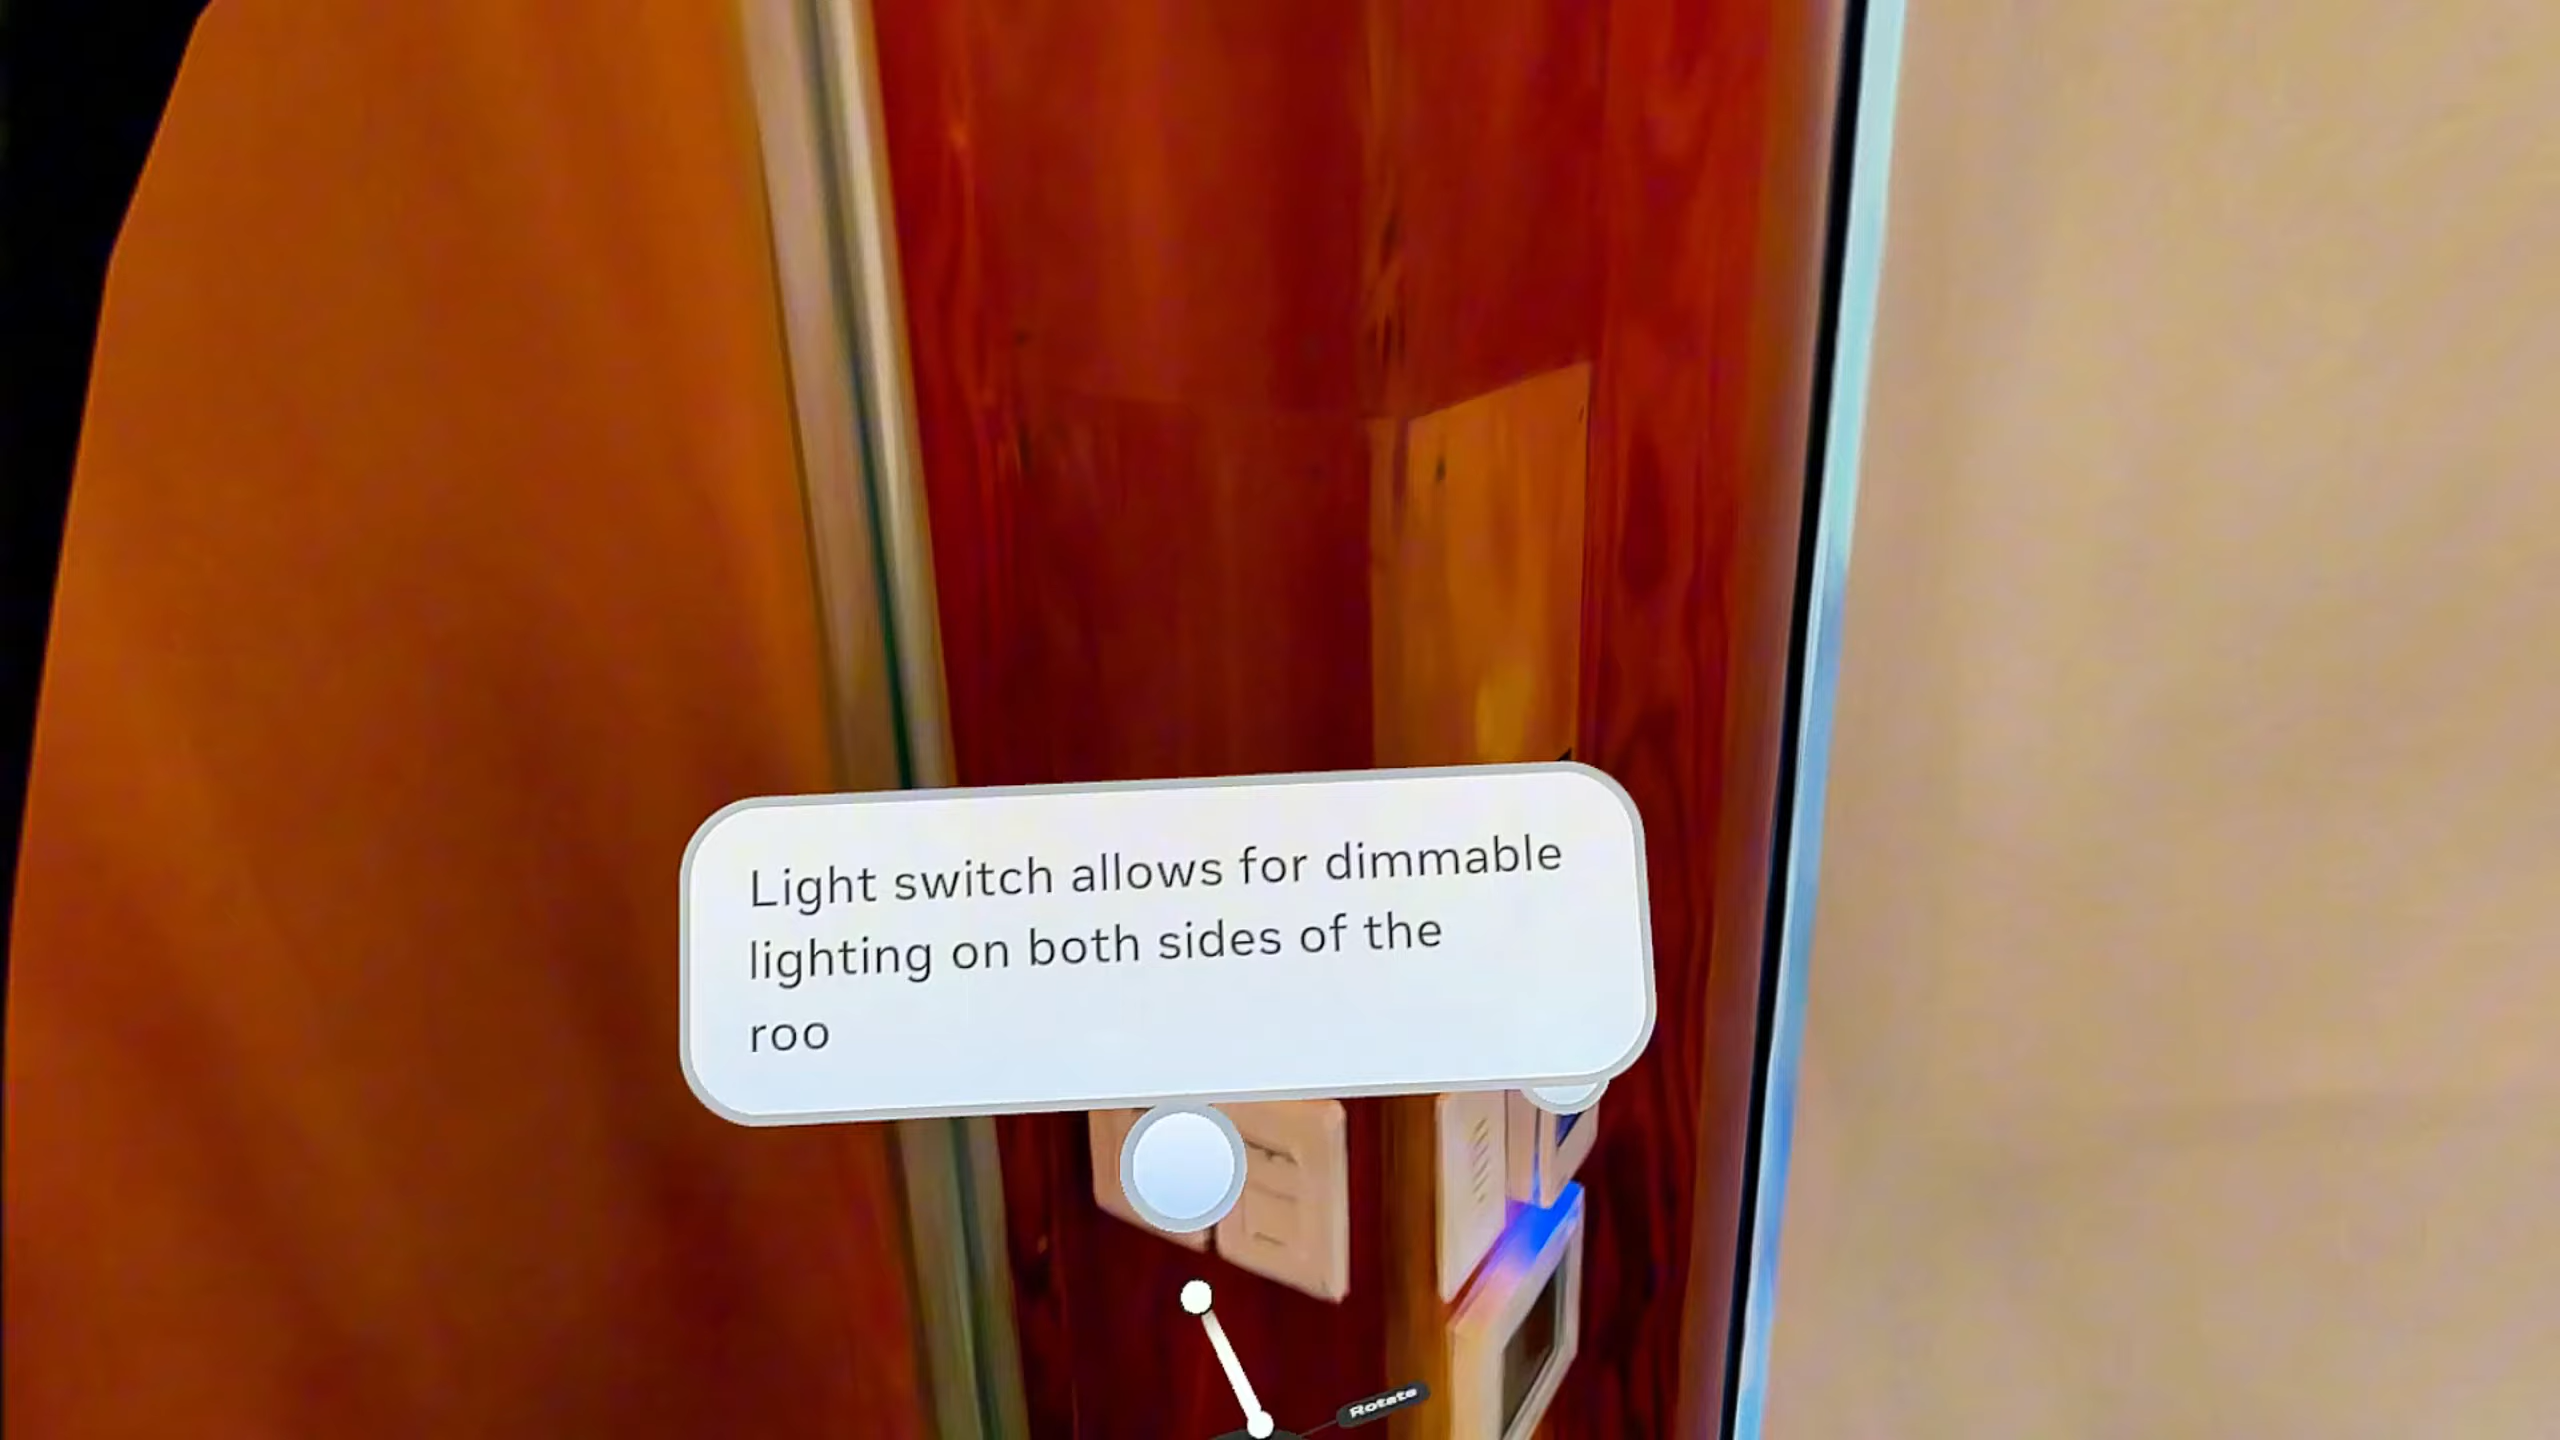 Light switch allows for dimmable
lighting on both sides of the
roo
Rotate